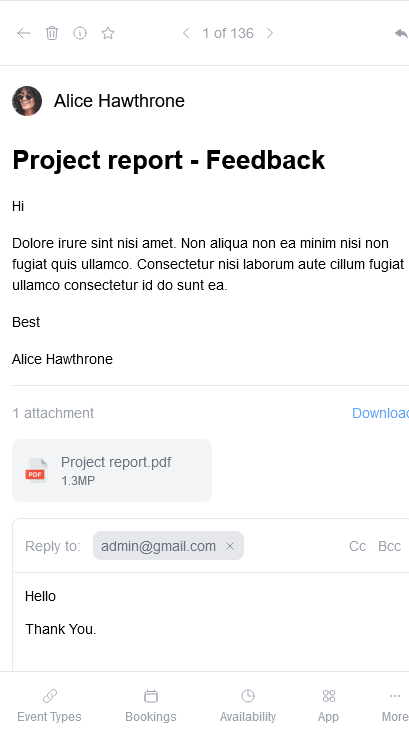 1 of 136
Alice Hawthrone
Project report - Feedback
Hi
Dolore irure sint nisi amet. Non aliqua non ea minim nisi non
fugiat quis ullamco. Consectetur nisi laborum aute cillum fugiat
ullamco consectetur id do sunt ea.
Best
Alice Hawthrone
1 attachment
Download
PDF
Project report.pdf
1.3MP
Reply to: admin@gmail.com × Cc Bcc
Hello
Thank You.
Event Types Bookings Availability App More